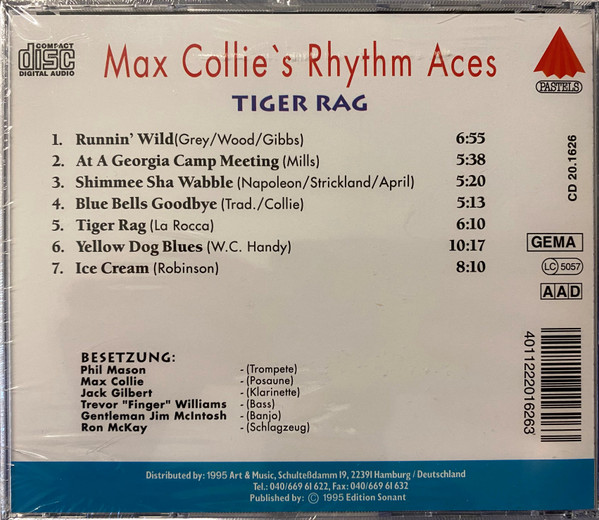 COMPACT
disc
DIGITAL AUDIO
Max Collie`s Rhythm Aces
PASTELS
TIGER RAG
1. Runnin' Wild(Grey/Wood/Gibbs) 6:55
2. At A Georgia Camp Meeting (Mills) 5:38
3. Shimmee Sha Wabble (Napoleon/Strickland/April) 5:20
4. Blue Bells Goodbye (Trad./Collie) 5:13
5. Tiger Rag (La Rocca) 6:10
6. Yellow Dog Blues (W.C. Handy) 10:17
7. Ice Cream (Robinson) 8:10
CD 20.1626
GEMA
LC 5057
AAD
BESETZUNG:
Phil Mason - (Trompete)
Max Collie - (Posaune)
Jack Gilbert - (Klarinette)
Trevor "Finger" Williams - (Bass)
Gentleman Jim McIntosh - (Banjo)
Ron McKay - (Schlagzeug)
4011222016263
Distributed by: 1995 Art & Music, Schulteßdamm 19, 22391 Hamburg / Deutschland
Tel.: 040/669 61 622, Fax: 040/669 61 632
Published by: © 1995 Edition Sonant